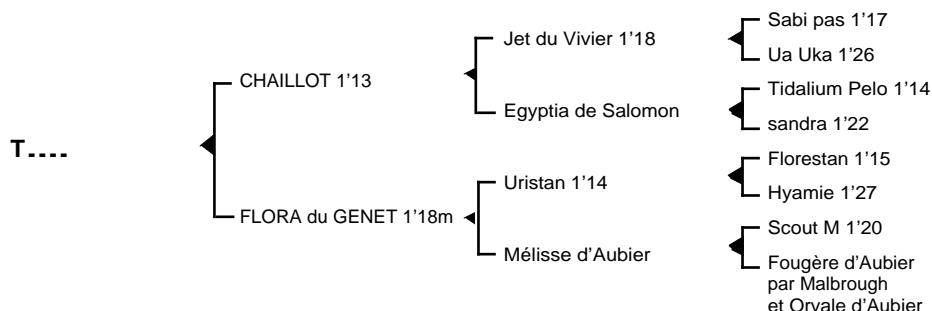 Sabi pas 1’17
Jet du Vivier 1’18
Ua Uka 1’26
CHAILLOT 1’13
Tidalium Pelo 1’14
Egyptia de Salomon
sandra 1’22
T....
Florestan 1’15
Uristan 1’14
Hyamie 1’27
FLORA du GENET 1’18m
Scout M 1’20
Mélisse d’Aubier
Fougère d’Aubier
par Malbrough
et Orvale d’Aubier